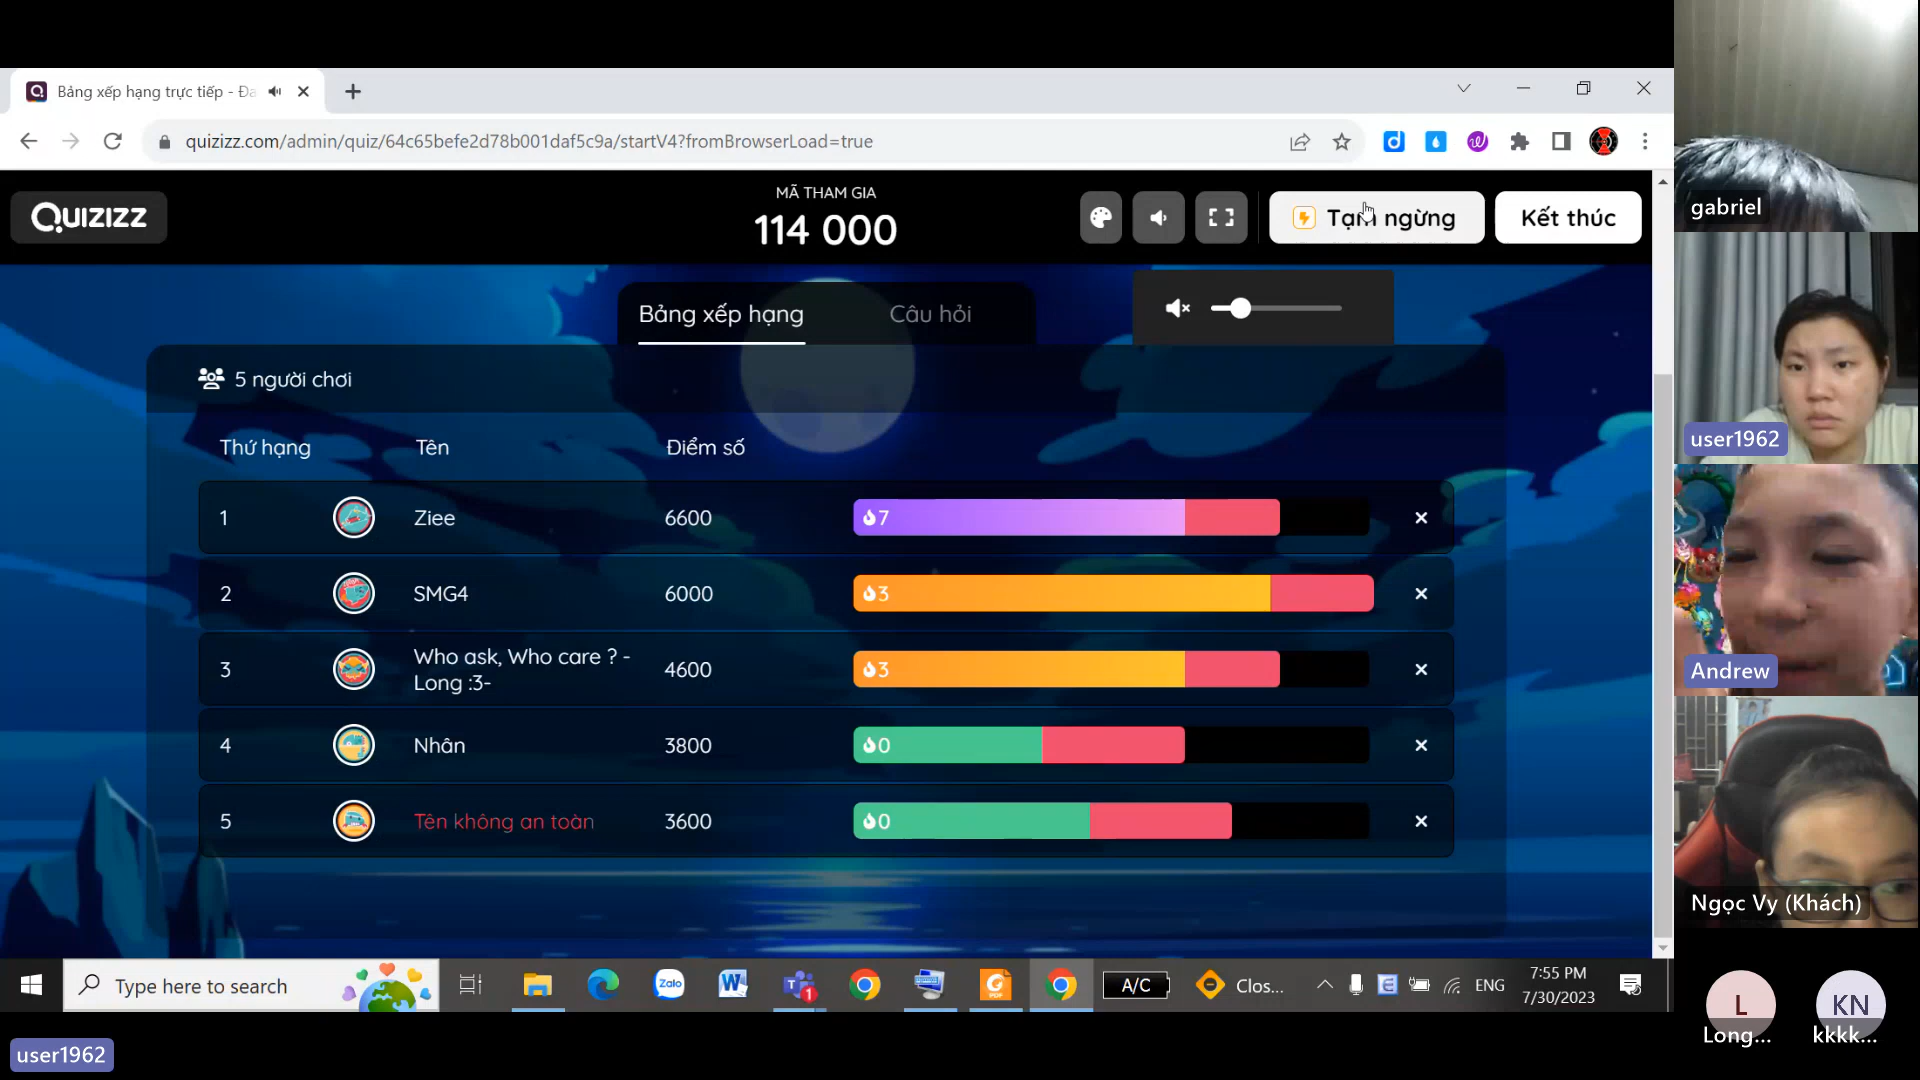 Bảng xếp hạng trực tiếp - Đa
quizizz.com/admin/quiz/64c65befe2d78b001daf5c9a/startV4?fromBrowserLoad=true
QUIZIZZ
MÃ THAM GIA
114 000
Tạm ngừng
Kết thúc
Bảng xếp hạng
Câu hỏi
5 người chơi
Thứ hạng Tên Điểm số
1 Ziee 6600 7
2 SMG4 6000 3
3 Who ask, Who care ? -
Long :3- 4600 3
4 Nhân 3800 0
5 Tên không an toàn 3600 0
Type here to search
Zalo
A/C
Clos...
ENG
7:55 PM
7/30/2023
gabriel
user1962
Andrew
Ngọc Vy (Khách)
L
Long...
KN
kkkk...
user1962